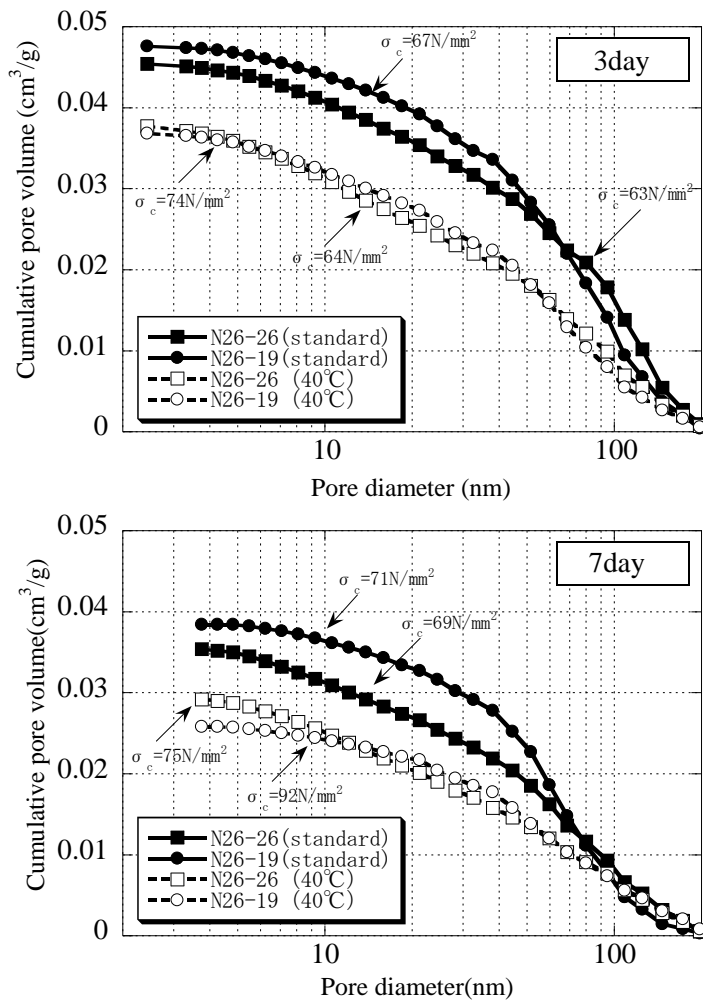 0.05
σc=67N/mm²
3day
0.04
Cumulative pore volume (cm³/g)
0.03
σc=74N/mm²
σc=63N/mm²
σc=64N/mm²
0.02
N26-26(standard)
N26-19(standard)
N26-26 (40℃)
N26-19 (40℃)
0.01
0
10
100
Pore diameter (nm)
0.05
7day
σc=71N/mm²
0.04
σc=69N/mm²
Cumulative pore volume(cm³/g)
0.03
σc=75N/mm²
0.02
σc=92N/mm²
N26-26(standard)
N26-19(standard)
N26-26 (40℃)
N26-19 (40℃)
0.01
0
10
100
Pore diameter(nm)